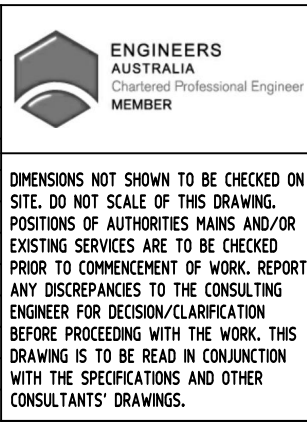 ENGINEERS
AUSTRALIA
Chartered Professional Engineer
MEMBER
DIMENSIONS NOT SHOWN TO BE CHECKED ON
SITE. DO NOT SCALE OF THIS DRAWING.
POSITIONS OF AUTHORITIES MAINS AND/OR
EXISTING SERVICES ARE TO BE CHECKED
PRIOR TO COMMENCEMENT OF WORK. REPORT
ANY DISCREPANCIES TO THE CONSULTING
ENGINEER FOR DECISION/CLARIFICATION
BEFORE PROCEEDING WITH THE WORK. THIS
DRAWING IS TO BE READ IN CONJUNCTION
WITH THE SPECIFICATIONS AND OTHER
CONSULTANTS' DRAWINGS.